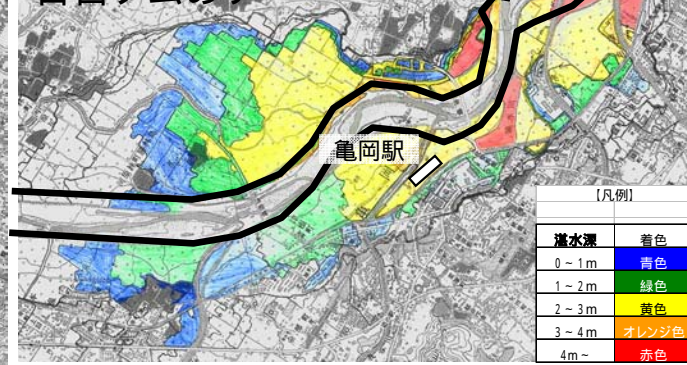 亀岡駅
【凡例】
湛水深 着色
0~1m 青色
1~2m 緑色
2~3m 黄色
3~4m オレンジ色
4m~ 赤色